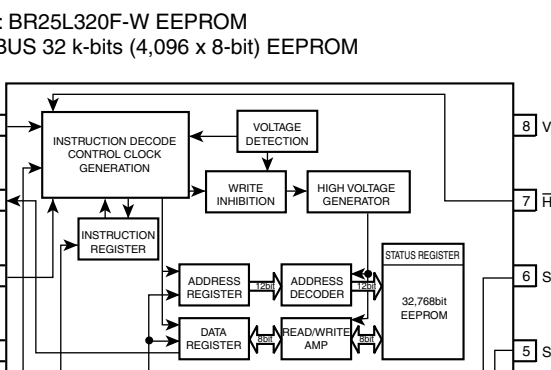 : BR25L320F-W EEPROM
BUS 32 k-bits (4,096 x 8-bit) EEPROM
INSTRUCTION DECODE
CONTROL CLOCK
GENERATION
VOLTAGE
DETECTION
8 V
WRITE
INHIBITION
HIGH VOLTAGE
GENERATOR
7 H
INSTRUCTION
REGISTER
STATUS REGISTER
ADDRESS
REGISTER
12bit
ADDRESS
DECODER
12bit
6 S
32,768bit
EEPROM
DATA
REGISTER
8bit
READ/WRITE
AMP
8bit
5 S